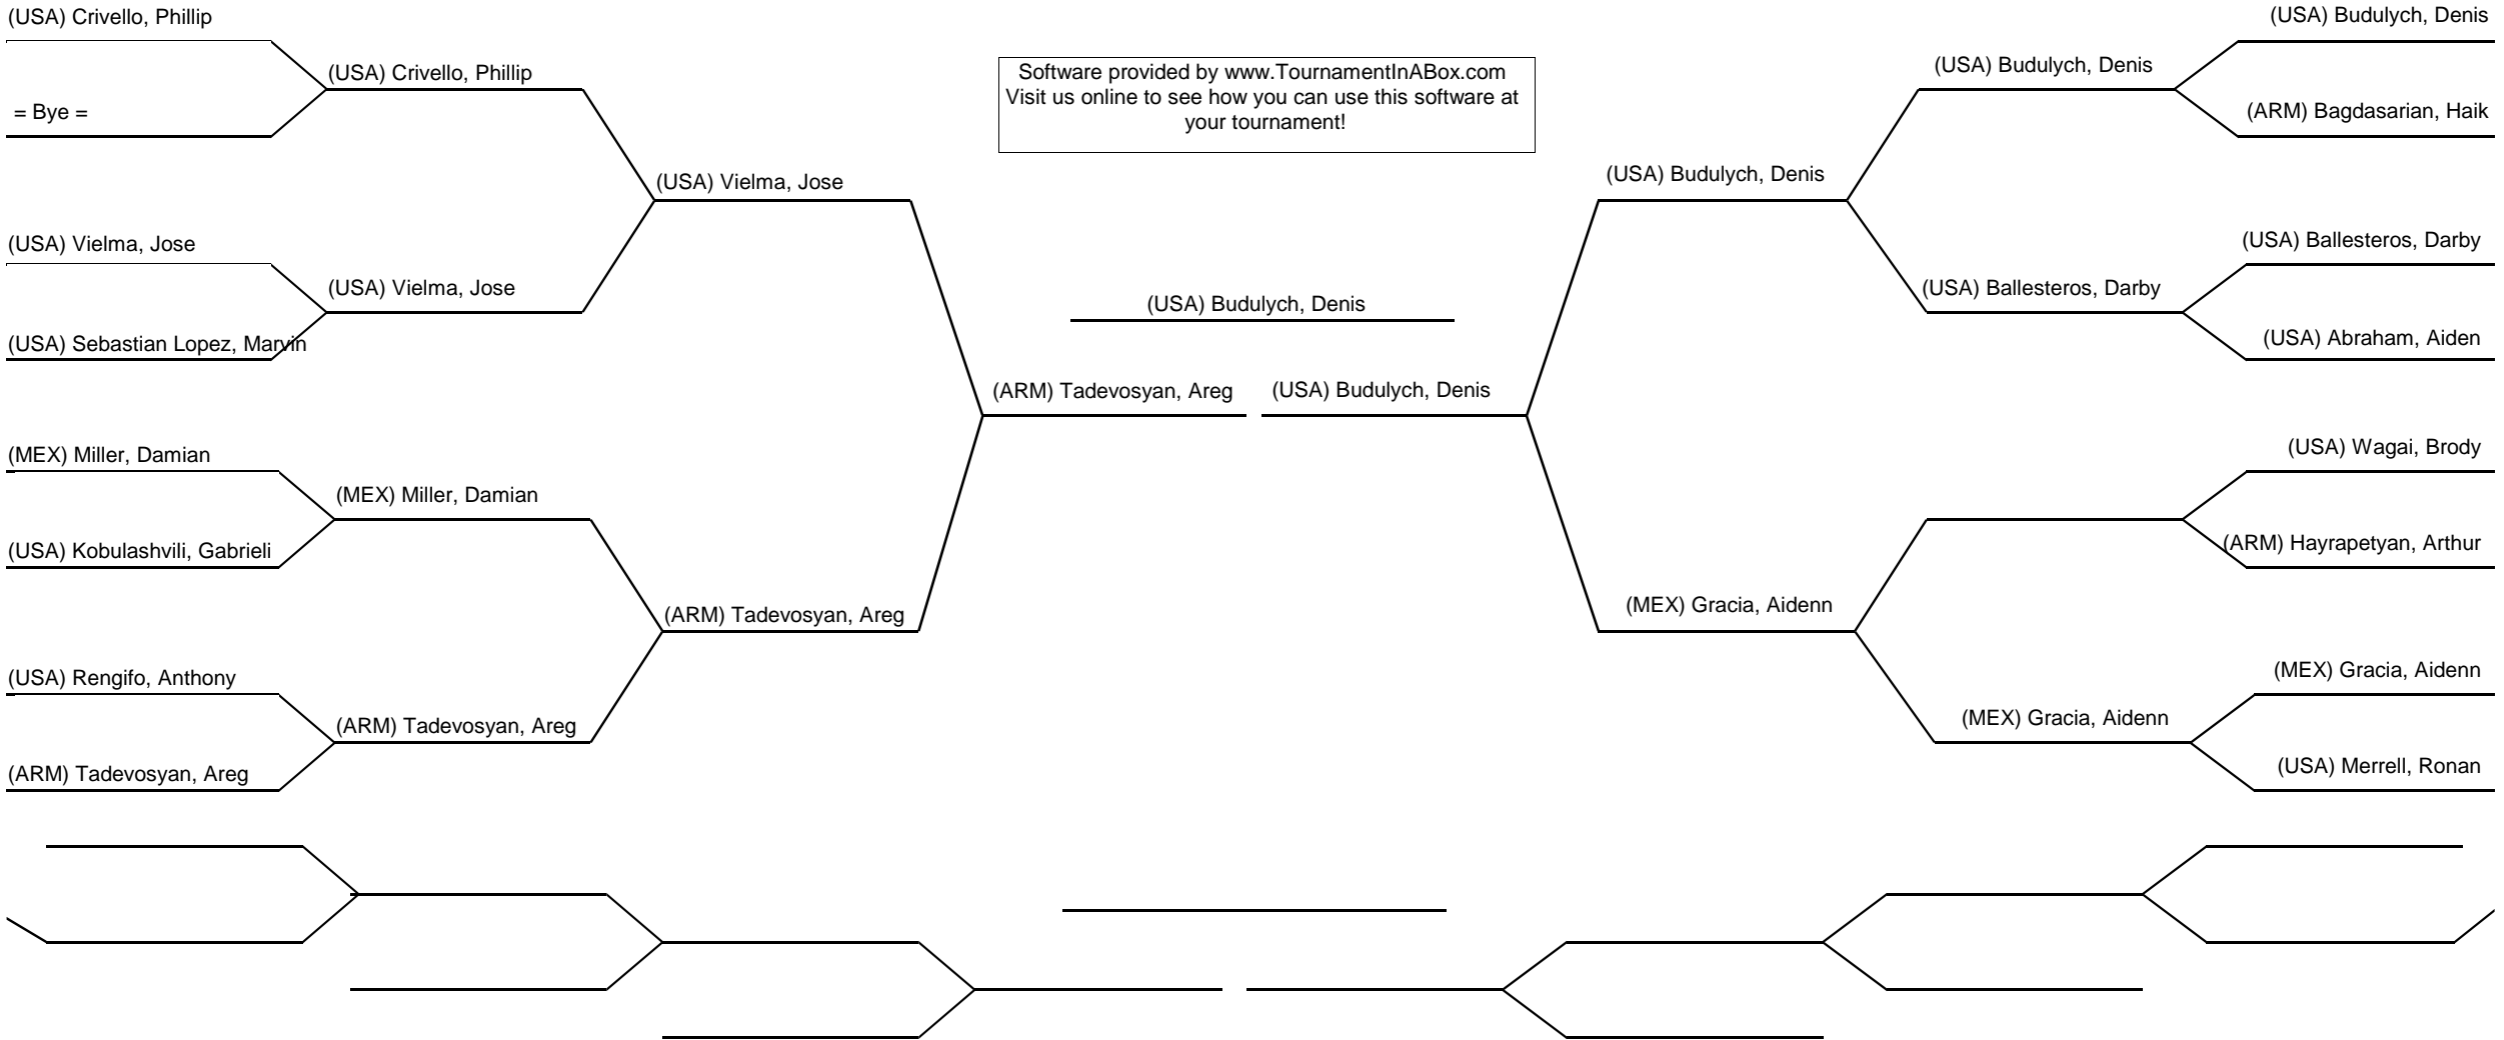 (USA) Crivello, Phillip
= Bye =
(USA) Vielma, Jose
(USA) Sebastian Lopez, Marvin
(MEX) Miller, Damian
(USA) Kobulashvili, Gabrieli
(USA) Rengifo, Anthony
(ARM) Tadevosyan, Areg
(USA) Crivello, Phillip
(USA) Vielma, Jose
(MEX) Miller, Damian
(ARM) Tadevosyan, Areg
(USA) Vielma, Jose
(ARM) Tadevosyan, Areg
Software provided by www.TournamentInABox.com
Visit us online to see how you can use this software at
your tournament!
(USA) Budulych, Denis
(ARM) Tadevosyan, Areg
(USA) Budulych, Denis
(USA) Budulych, Denis
(MEX) Gracia, Aidenn
(USA) Budulych, Denis
(USA) Ballesteros, Darby
(MEX) Gracia, Aidenn
(USA) Budulych, Denis
(ARM) Bagdasarian, Haik
(USA) Ballesteros, Darby
(USA) Abraham, Aiden
(USA) Wagai, Brody
(ARM) Hayrapetyan, Arthur
(MEX) Gracia, Aidenn
(USA) Merrell, Ronan